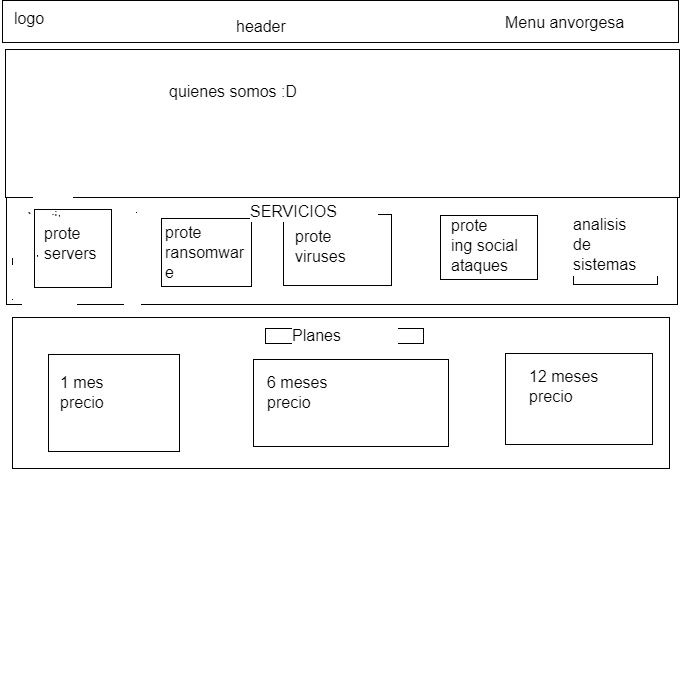 logo
header
Menu anvorgesa
quienes somos :D
SERVICIOS
prote
servers
prote
ransomwar
e
prote
viruses
prote
ing social
ataques
analisis
de
sistemas
Planes
1 mes
precio
6 meses
precio
12 meses
precio